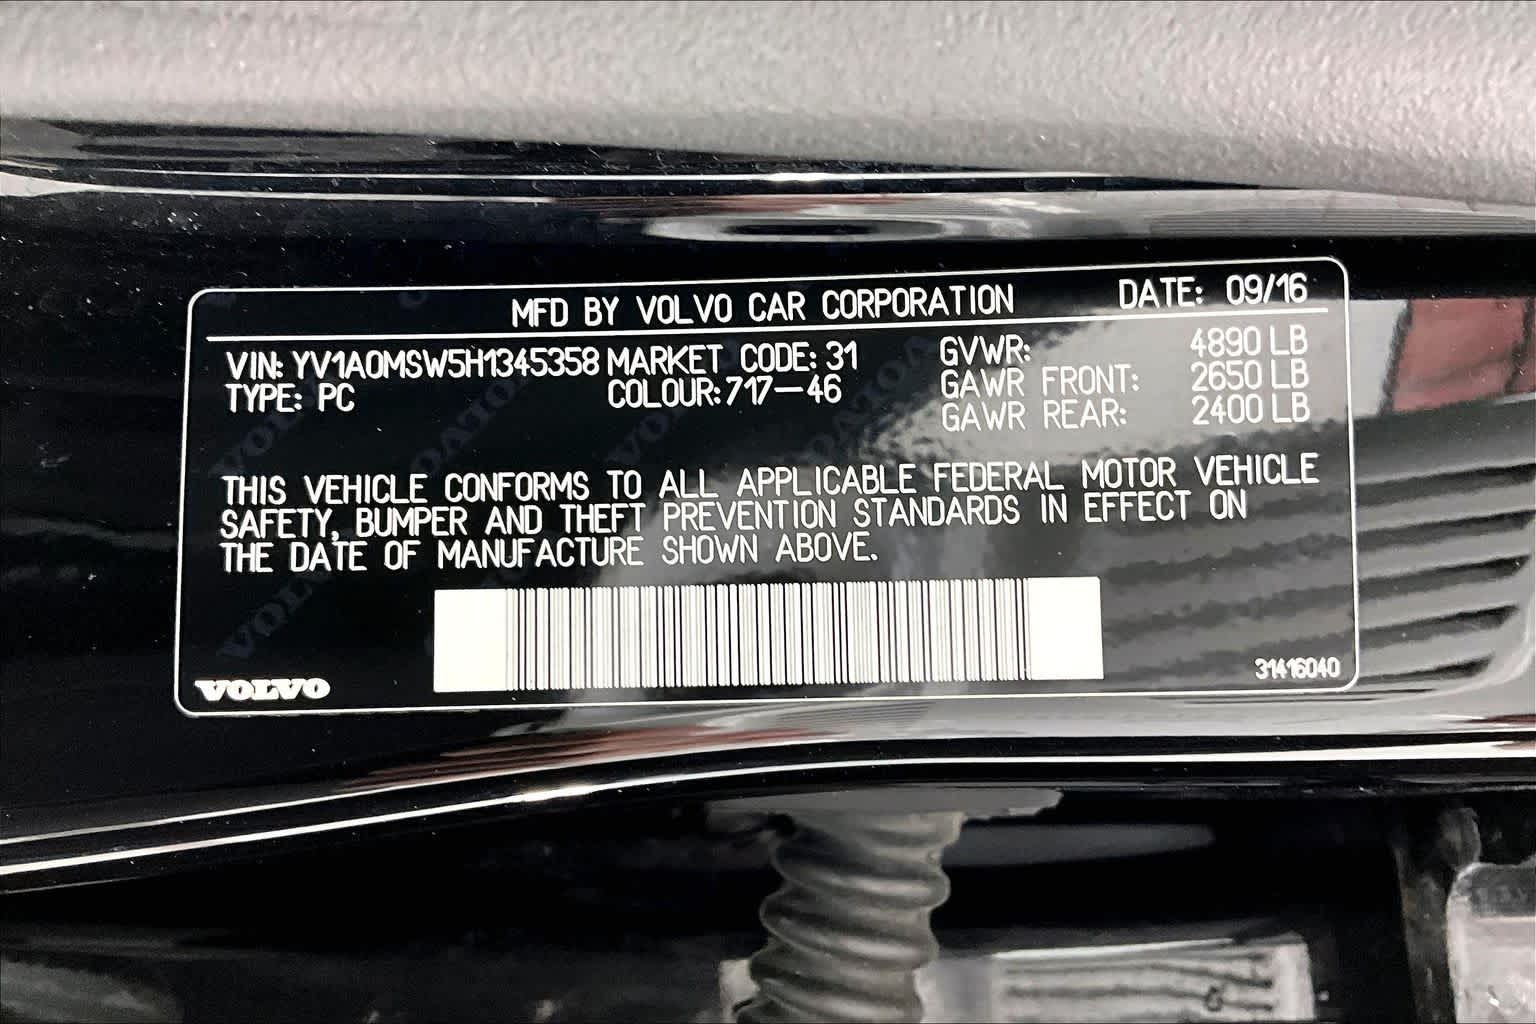 MFD BY VOLVO CAR CORPORATION DATE: 09/16
VIN: YV1A0MSW5H1345358 MARKET CODE: 31 GVWR: 4890 LB
TYPE: PC COLOUR: 717-46 GAWR FRONT: 2650 LB
GAWR REAR: 2400 LB
THIS VEHICLE CONFORMS TO ALL APPLICABLE FEDERAL MOTOR VEHICLE
SAFETY, BUMPER AND THEFT PREVENTION STANDARDS IN EFFECT ON
THE DATE OF MANUFACTURE SHOWN ABOVE.
VOLVO 31416040